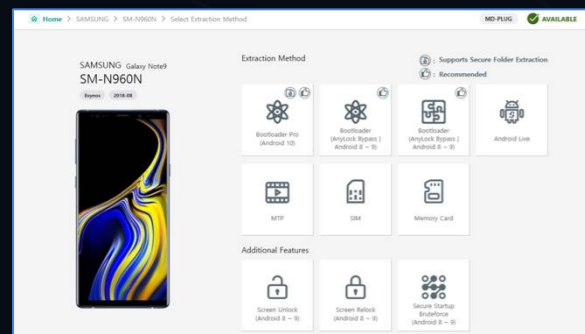 Home > SAMSUNG > SM-N960N > Select Extraction Method
MD-PLUG
AVAILABLE
SAMSUNG Galaxy Note9
SM-N960N
Exynos 2018-08
Extraction Method
: Supports Secure Folder Extraction
: Recommended
Bootloader Pro
(Android 10)
Bootloader
(AnyLock Bypass |
Android 8 ~ 9)
Bootloader
(AnyLock Bypass |
Android 8 ~ 9)
Android Live
MTP
SIM
Memory Card
Additional Features
Screen Unlock
(Android 8 ~ 9)
Screen Relock
(Android 8 ~ 9)
Secure Startup
Bruteforce
(Android 8 ~ 9)